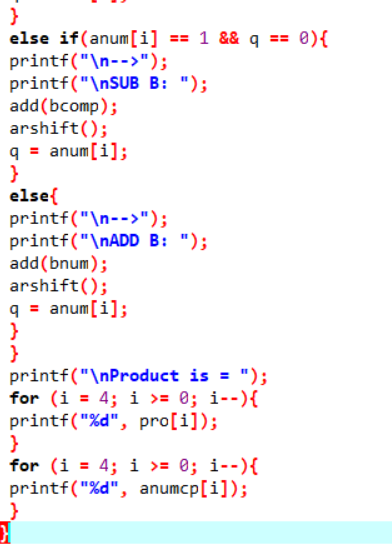 }
else if(anum[i] == 1 && q == 0){
printf("\n-->");
printf("\nSUB B: ");
add(bcomp);
arshift();
q = anum[i];
}
else{
printf("\n-->");
printf("\nADD B: ");
add(bnum);
arshift();
q = anum[i];
}
}
printf("\nProduct is = ");
for (i = 4; i >= 0; i--){
printf("%d", pro[i]);
}
for (i = 4; i >= 0; i--){
printf("%d", anumcp[i]);
}
}